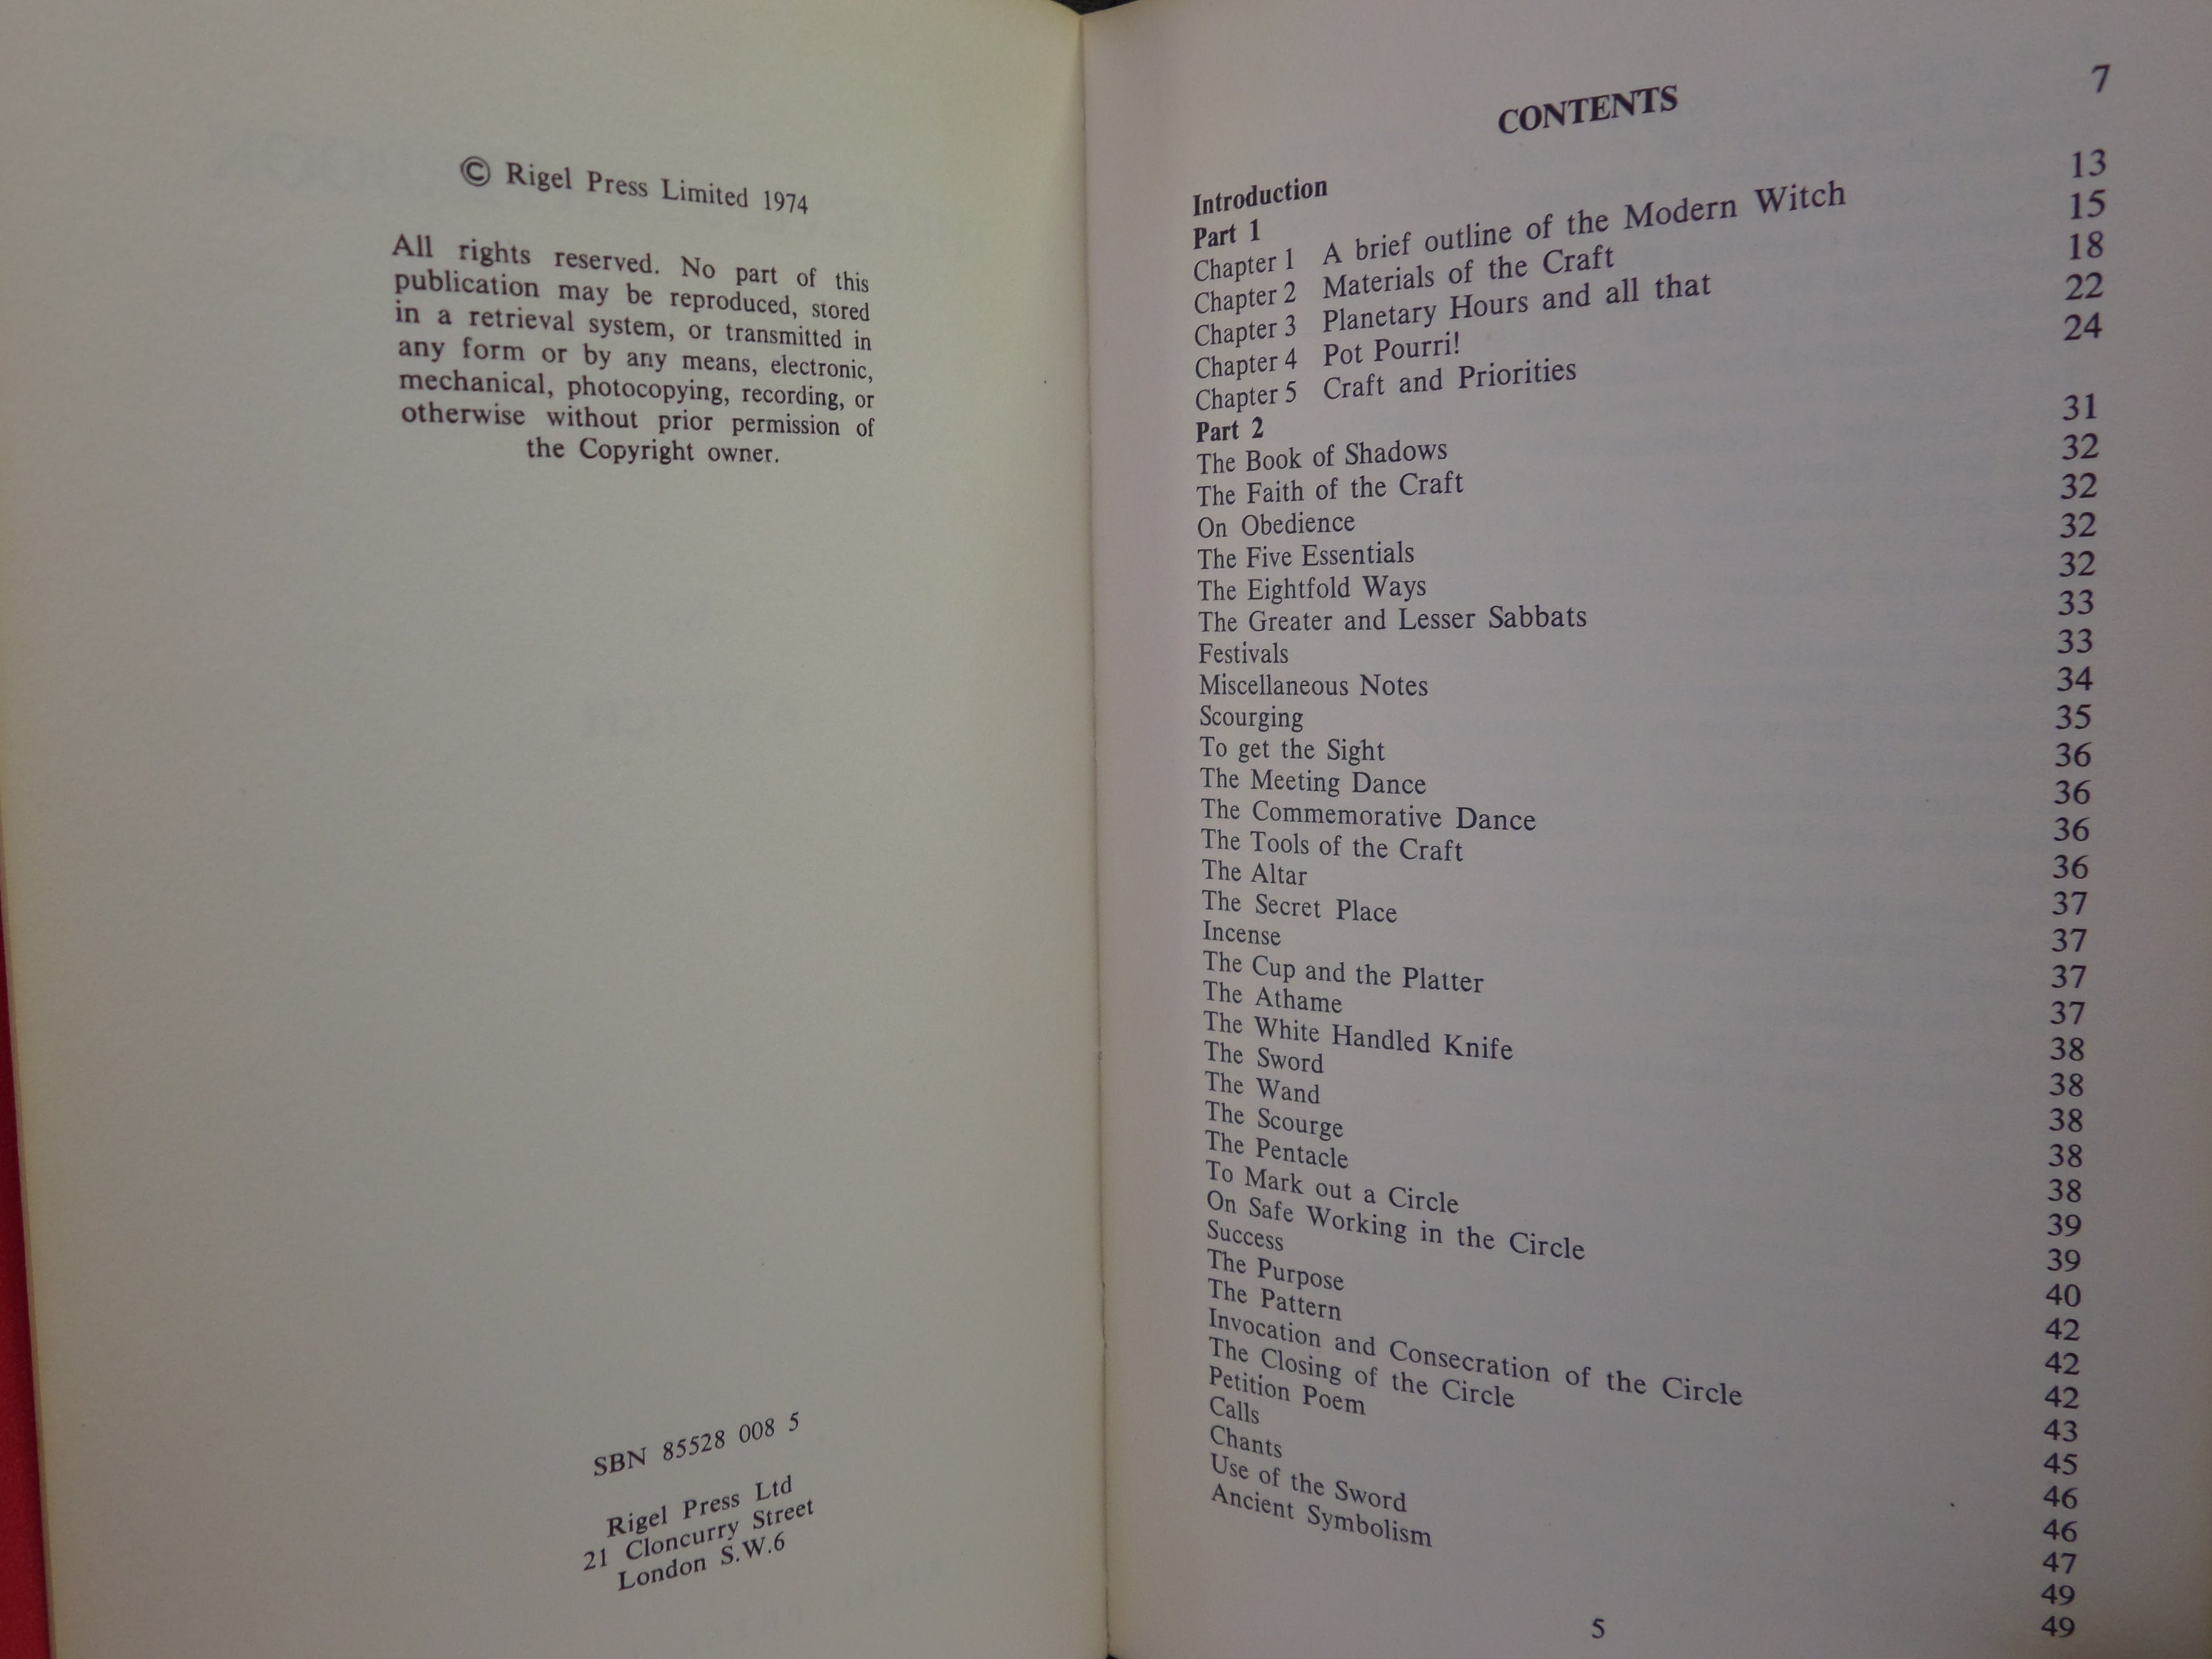 © Rigel Press Limited 1974
All rights reserved. No part of this
publication may be reproduced, stored
in a retrieval system, or transmitted in
any form or by any means, electronic,
mechanical, photocopying, recording, or
otherwise without prior permission of
the Copyright owner.
SBN 85528 008 5
Rigel Press Ltd
21 Cloncurry Street
London S.W.6
CONTENTS
Introduction 7
Part 1
Chapter 1 A brief outline of the Modern Witch 13
Chapter 2 Materials of the Craft 15
Chapter 3 Planetary Hours and all that 18
Chapter 4 Pot Pourri! 22
Chapter 5 Craft and Priorities 24
Part 2
The Book of Shadows 31
The Faith of the Craft 32
On Obedience 32
The Five Essentials 32
The Eightfold Ways 32
The Greater and Lesser Sabbats 33
Festivals 33
Miscellaneous Notes 34
Scourging 35
To get the Sight 36
The Meeting Dance 36
The Commemorative Dance 36
The Tools of the Craft 36
The Altar 37
The Secret Place 37
Incense 37
The Cup and the Platter 37
The Athame 38
The White Handled Knife 38
The Sword 38
The Wand 38
The Scourge 38
The Pentacle 39
To Mark out a Circle 39
On Safe Working in the Circle 40
Success 42
The Purpose 42
The Pattern 42
Invocation and Consecration of the Circle 43
The Closing of the Circle 45
Petition Poem 46
Calls 46
Chants 47
Use of the Sword 49
Ancient Symbolism 49
5